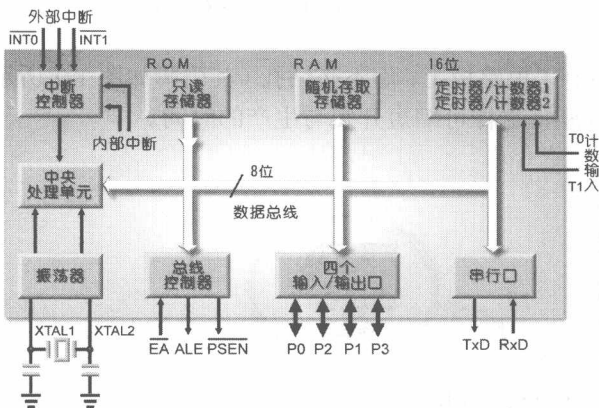 外部中断
INT0 INT1
ROM
RAM
16位
中断
控制器
只读
存储器
随机存取
存储器
定时器/计数器1
定时器/计数器2
内部中断
T0计
数
输
T1入
中央
处理单元
8位
数据总线
振荡器
总线
控制器
四个
输入/输出口
串行口
XTAL1
XTAL2
EA ALE PSEN
P0 P2 P1 P3
TxD RxD